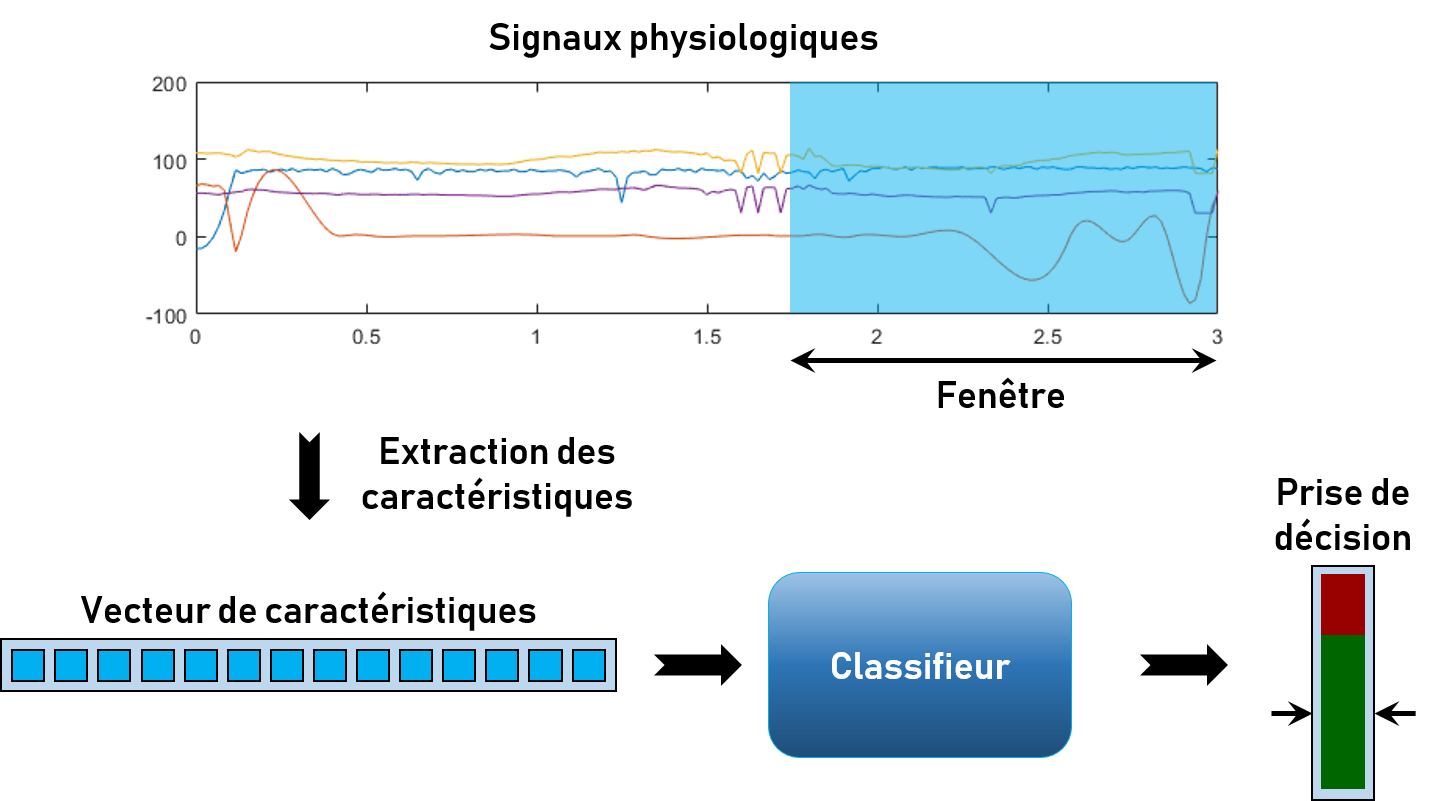 Signaux physiologiques
200
100
0
-100
0 0.5 1 1.5 2 2.5 3
Fenêtre
Extraction des
caractéristiques
Prise de
décision
Vecteur de caractéristiques
Classifieur